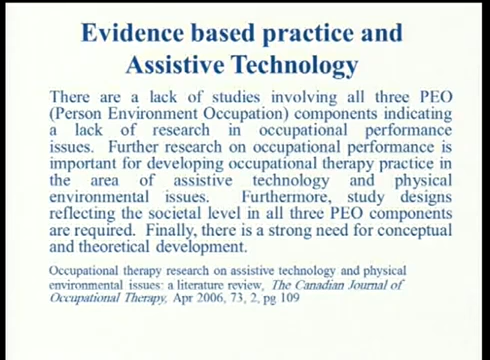 Evidence based practice and
Assistive Technology
There are a lack of studies involving all three PEO
(Person Environment Occupation) components indicating
a lack of research in occupational performance
issues. Further research on occupational performance is
important for developing occupational therapy practice in
the area of assistive technology and physical
environmental issues. Furthermore, study designs
reflecting the societal level in all three PEO components
are required. Finally, there is a strong need for conceptual
and theoretical development.
Occupational therapy research on assistive technology and physical
environmental issues: a literature review, The Canadian Journal of
Occupational Therapy, Apr 2006, 73, 2, pg 109